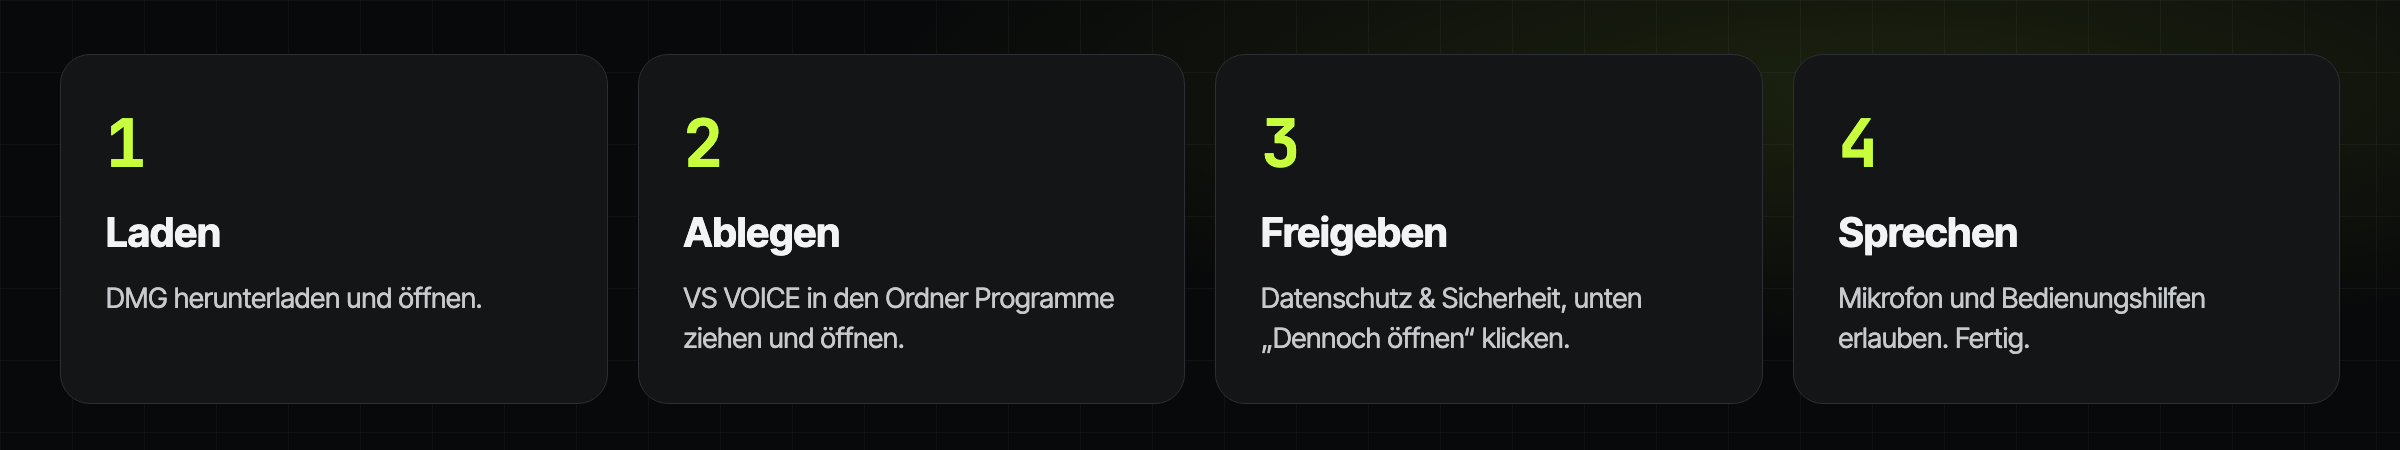 1
Laden
DMG herunterladen und öffnen.
2
Ablegen
VS VOICE in den Ordner Programme
ziehen und öffnen.
3
Freigeben
Datenschutz & Sicherheit, unten
„Dennoch öffnen“ klicken.
4
Sprechen
Mikrofon und Bedienungshilfen
erlauben. Fertig.